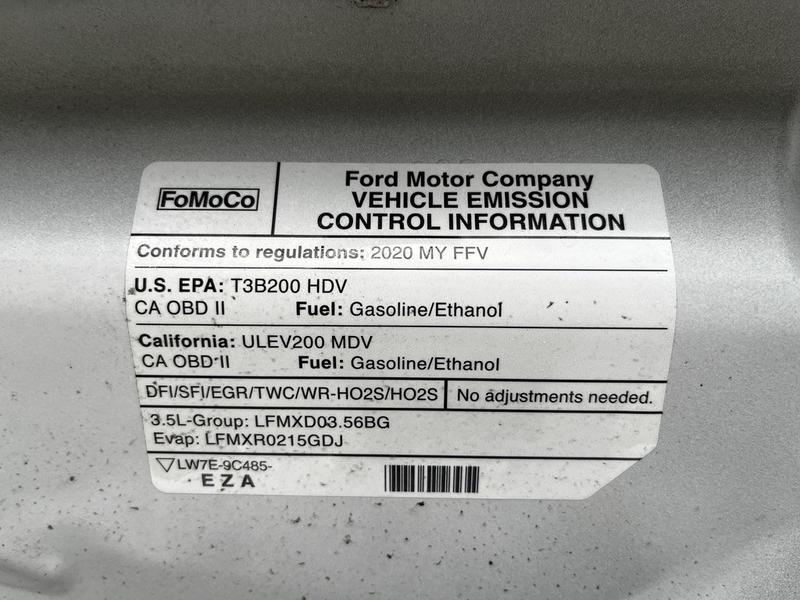 FoMoCo
Ford Motor Company
VEHICLE EMISSION
CONTROL INFORMATION
Conforms to regulations: 2020 MY FFV
U.S. EPA: T3B200 HDV
CA OBD II Fuel: Gasoline/Ethanol
California: ULEV200 MDV
CA OBD II Fuel: Gasoline/Ethanol
DFI/SFI/EGR/TWC/WR-HO2S/HO2S No adjustments needed.
3.5L-Group: LFMXD03.56BG
Evap: LFMXR0215GDJ
LW7E-9C485-
EZA